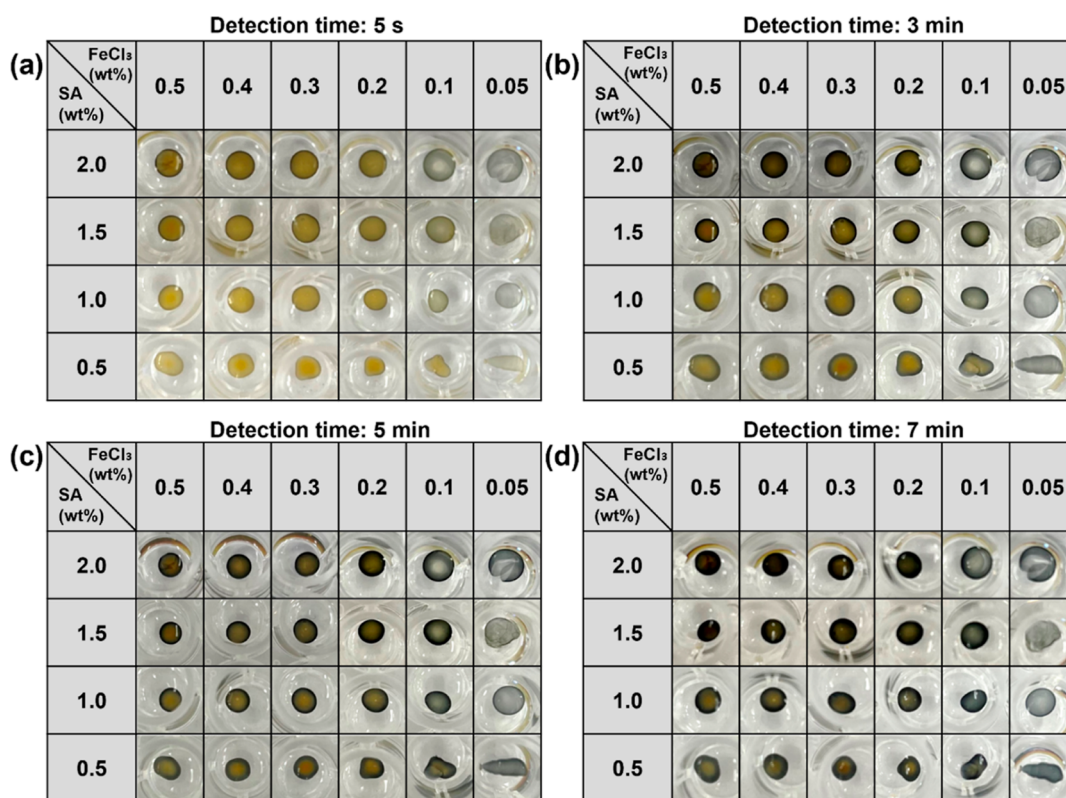 Detection time: 5 s
(a)
FeCl₃
(wt%)
SA
(wt%)
0.5 0.4 0.3 0.2 0.1 0.05
2.0
1.5
1.0
0.5
Detection time: 3 min
(b)
FeCl₃
(wt%)
SA
(wt%)
0.5 0.4 0.3 0.2 0.1 0.05
2.0
1.5
1.0
0.5
Detection time: 5 min
(c)
FeCl₃
(wt%)
SA
(wt%)
0.5 0.4 0.3 0.2 0.1 0.05
2.0
1.5
1.0
0.5
Detection time: 7 min
(d)
FeCl₃
(wt%)
SA
(wt%)
0.5 0.4 0.3 0.2 0.1 0.05
2.0
1.5
1.0
0.5